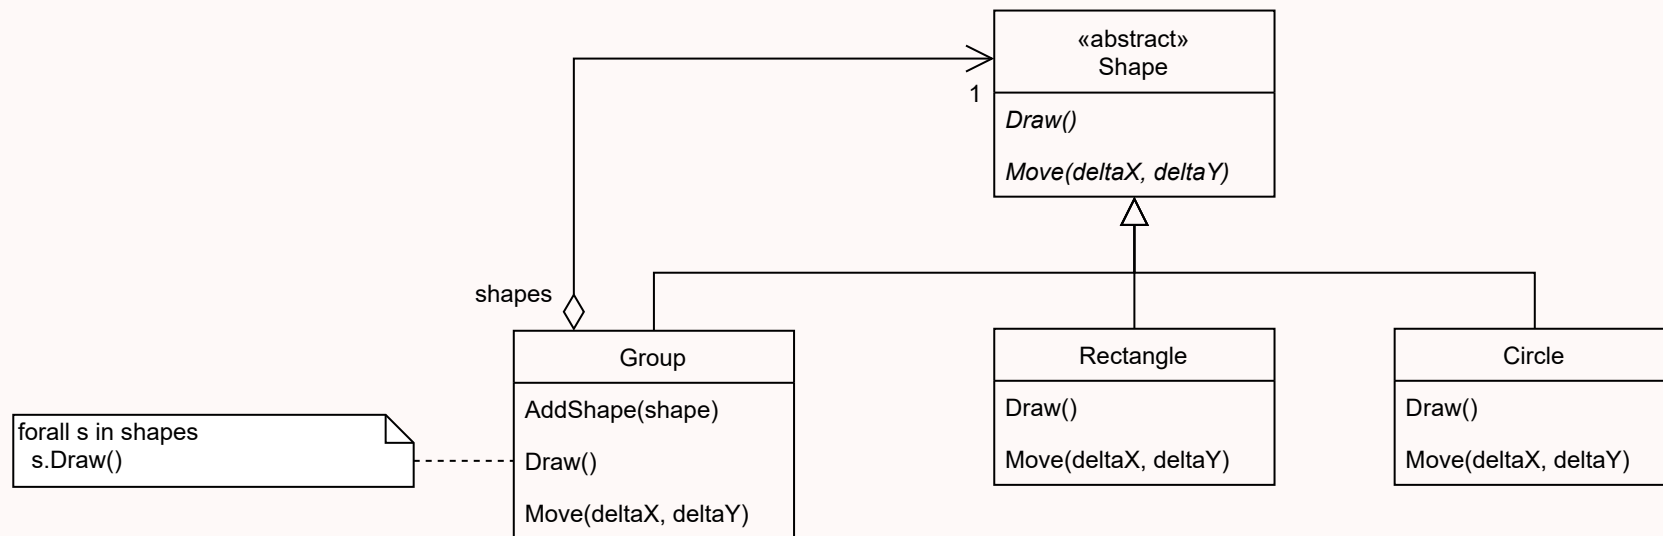 «abstract»
Shape
1
Draw()
Move(deltaX, deltaY)
shapes
Group
AddShape(shape)
Draw()
Move(deltaX, deltaY)
forall s in shapes
s.Draw()
Rectangle
Draw()
Move(deltaX, deltaY)
Circle
Draw()
Move(deltaX, deltaY)